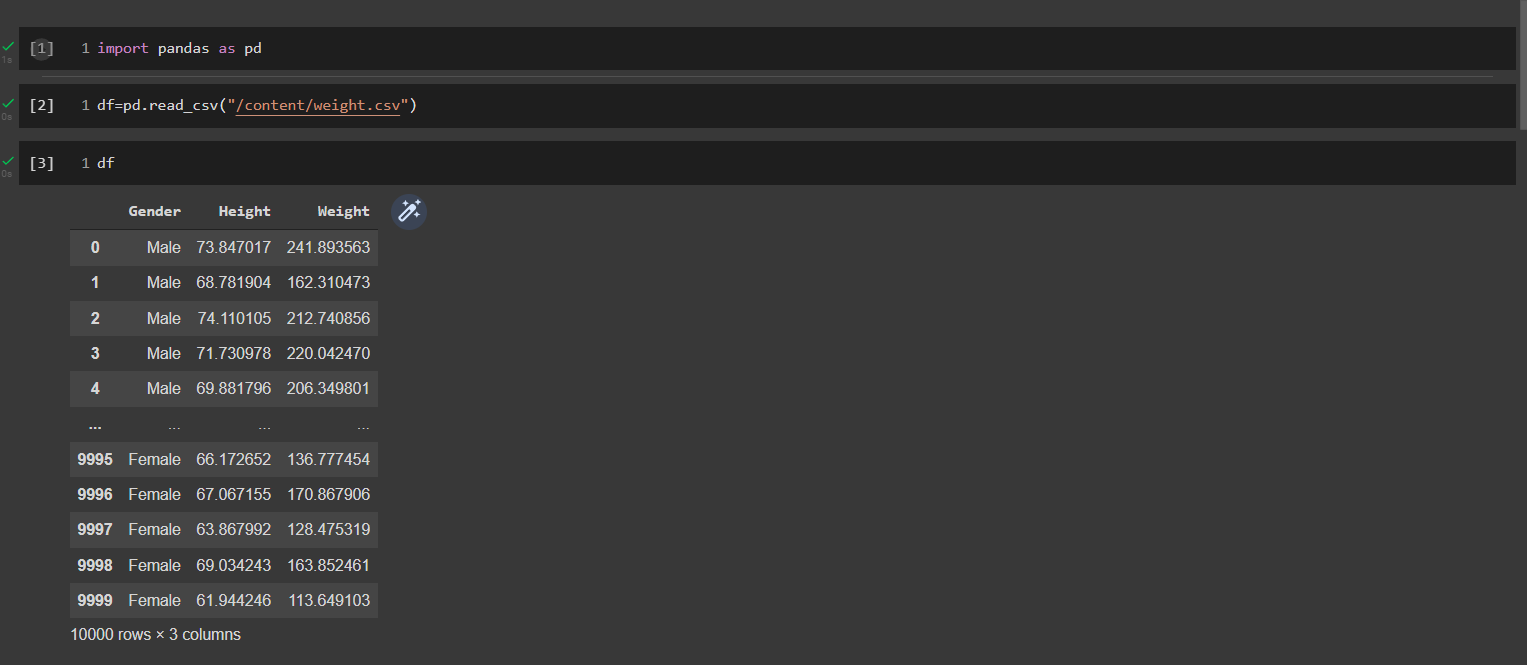 [1] 1 import pandas as pd
1s
[2] 1 df=pd.read_csv("/content/weight.csv")
0s
[3] 1 df
0s
Gender Height Weight
0 Male 73.847017 241.893563
1 Male 68.781904 162.310473
2 Male 74.110105 212.740856
3 Male 71.730978 220.042470
4 Male 69.881796 206.349801
... ... ... ...
9995 Female 66.172652 136.777454
9996 Female 67.067155 170.867906
9997 Female 63.867992 128.475319
9998 Female 69.034243 163.852461
9999 Female 61.944246 113.649103
10000 rows × 3 columns